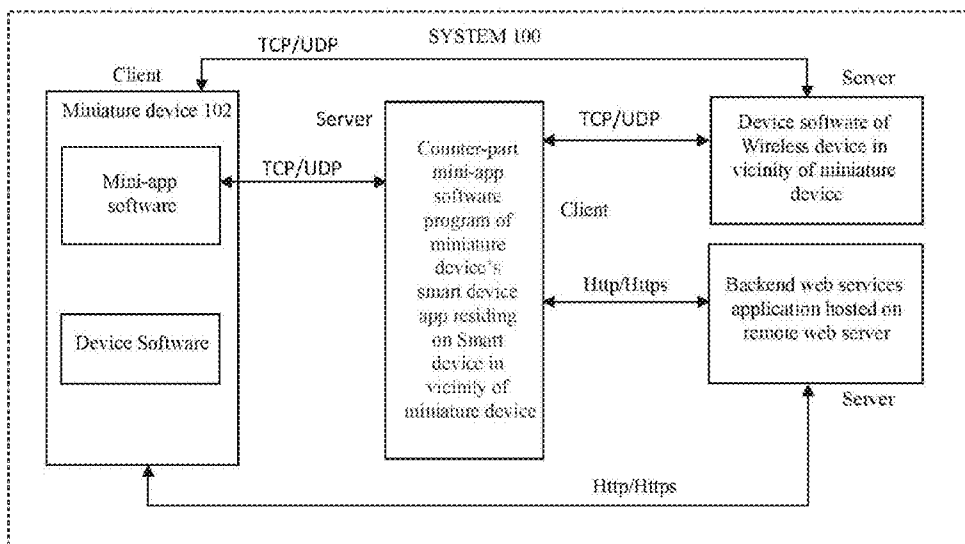 SYSTEM 100
TCP/UDP
Client
Miniature device 102
Mini-app
software
Device Software
TCP/UDP
Server
Counter-part
mini-app
software
program of
miniature
device's
smart device
app residing
on Smart
device in
vicinity of
miniature device
Client
TCP/UDP
Server
Device software of
Wireless device in
vicinity of miniature
device
Http/Https
Backend web services
application hosted on
remote web server
Server
Http/Https